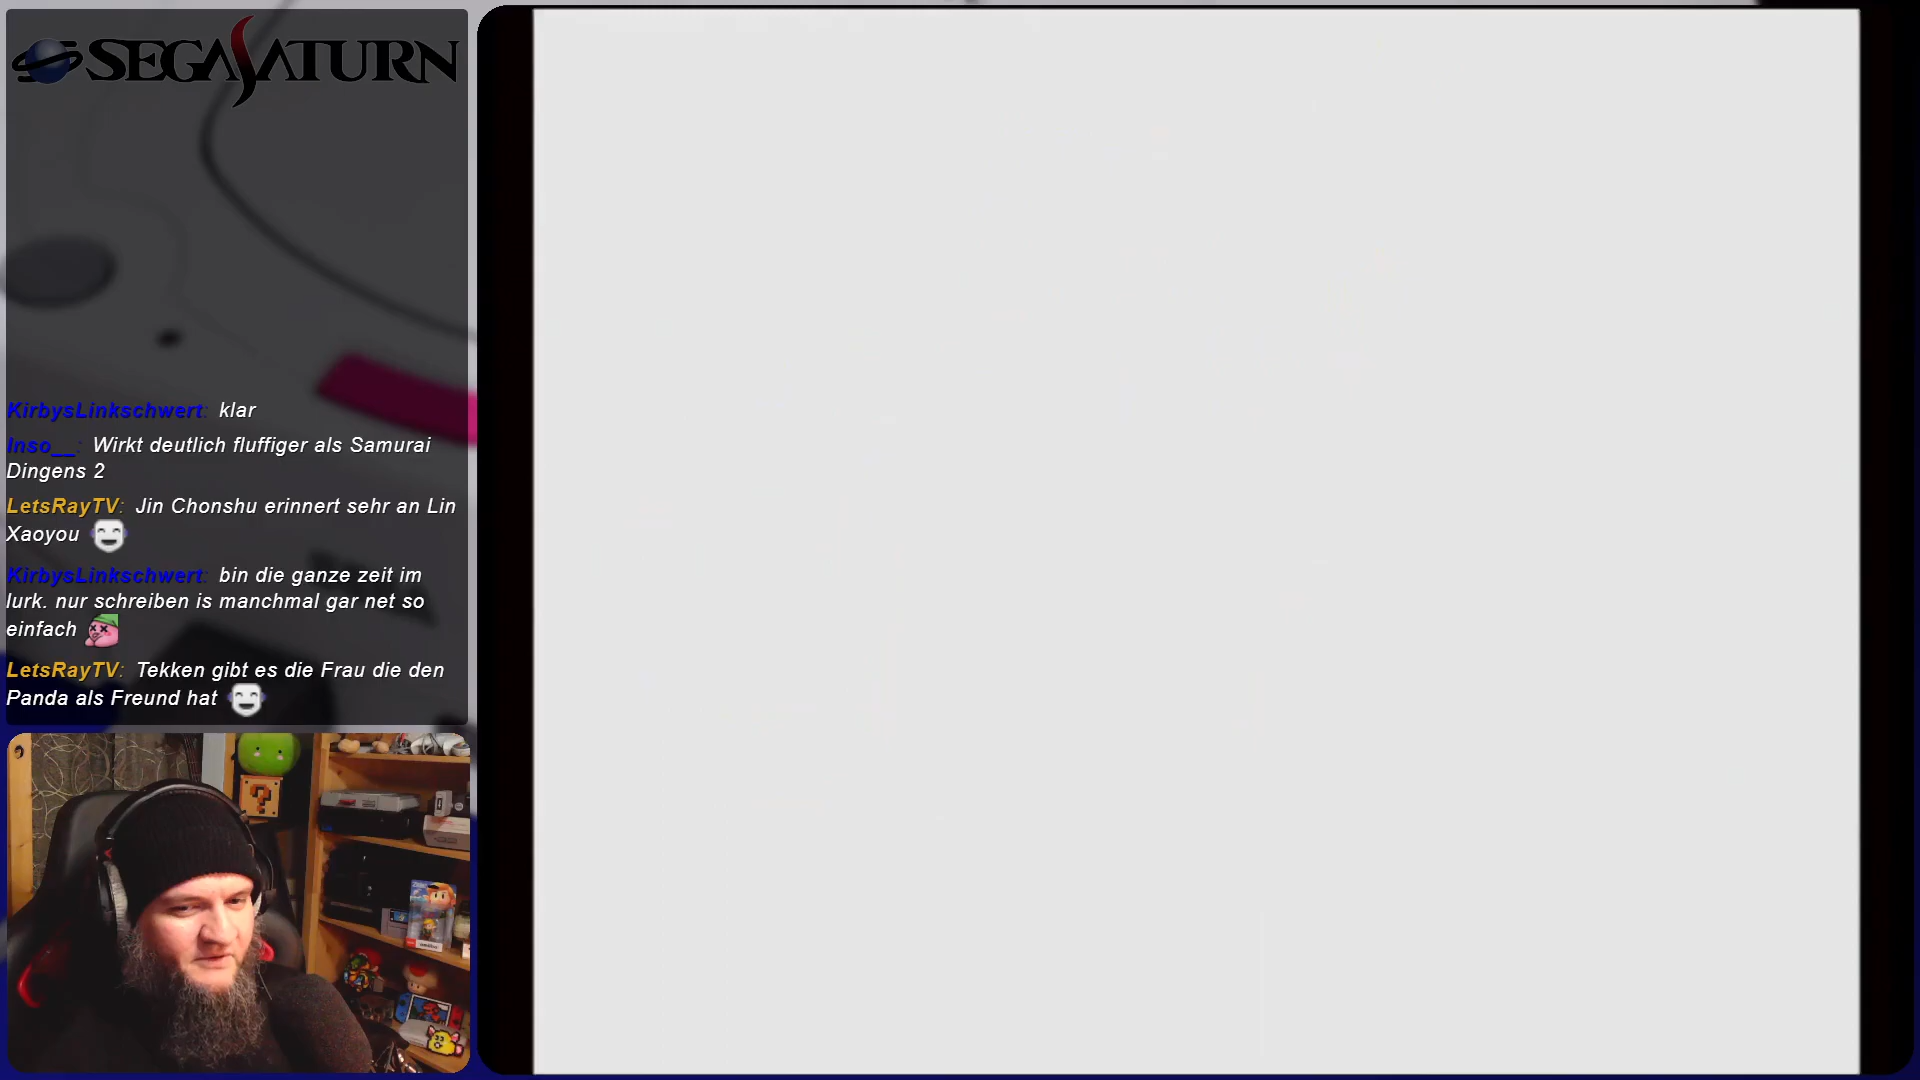 SEGA SATURN
KirbysLinkschwert: klar
Inso__: Wirkt deutlich fluffiger als Samurai
Dingens 2
LetsRayTV: Jin Chonshu erinnert sehr an Lin
Xaoyou
KirbysLinkschwert: bin die ganze zeit im
lurk. nur schreiben is manchmal gar net so
einfach
LetsRayTV: Tekken gibt es die Frau die den
Panda als Freund hat
?